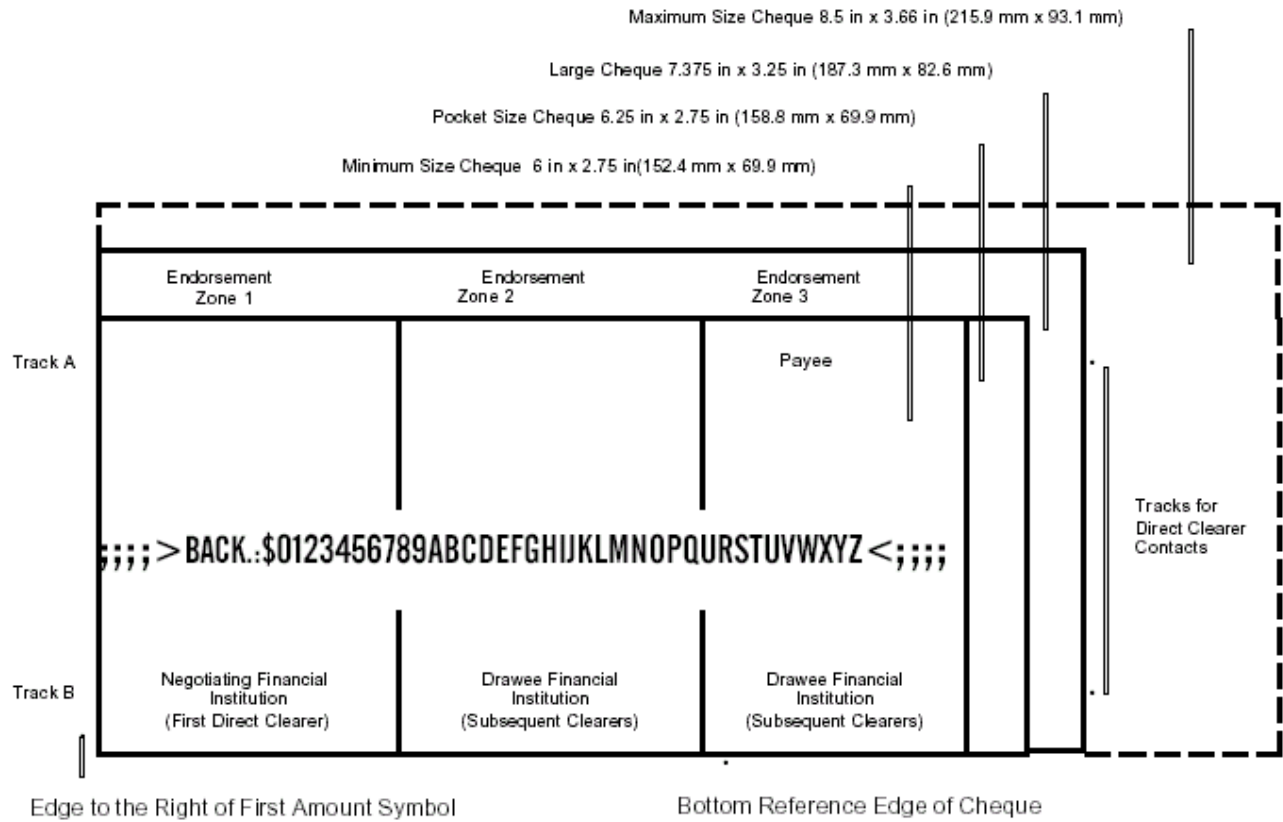 Maximum Size Cheque 8.5 in x 3.66 in (215.9 mm x 93.1 mm)
Large Cheque 7.375 in x 3.25 in (187.3 mm x 82.6 mm)
Pocket Size Cheque 6.25 in x 2.75 in (158.8 mm x 69.9 mm)
Minimum Size Cheque 6 in x 2.75 in(152.4 mm x 69.9 mm)
Endorsement
Zone 1
Endorsement
Zone 2
Endorsement
Zone 3
Track A
Payee
Tracks for
Direct Clearer
Contacts
;;;;>BACK.:$0123456789ABCDEFGHIJKLMNOPQURSTUVWXYZ<;;;;
Track B
Negotiating Financial
Institution
(First Direct Clearer)
Drawee Financial
Institution
(Subsequent Clearers)
Drawee Financial
Institution
(Subsequent Clearers)
Edge to the Right of First Amount Symbol
Bottom Reference Edge of Cheque